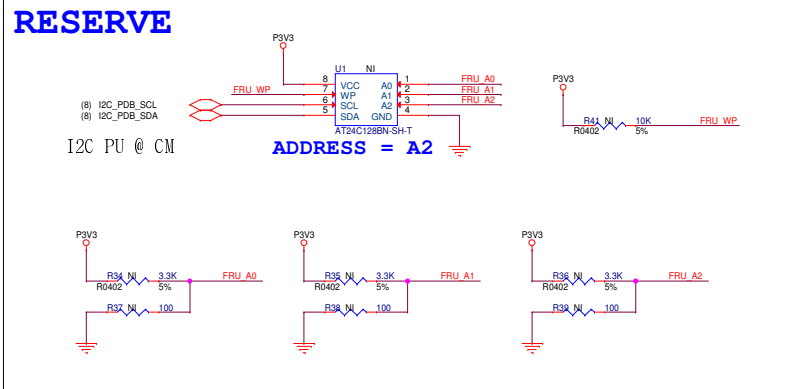 RESERVE
P3V3
U1 NI
8 VCC A0 1 FRU_A0
FRU_WP 7 WP A1 2 FRU_A1
(8) I2C_PDB_SCL 6 SCL A2 3 FRU_A2
(8) I2C_PDB_SDA 5 SDA GND 4
AT24C128BN-SH-T
I2C PU @ CM
ADDRESS = A2
P3V3
R41 NI 10K FRU_WP
R0402 5%
P3V3
R34 NI 3.3K FRU_A0
R0402 5%
R37 NI 100
P3V3
R35 NI 3.3K FRU_A1
R0402 5%
R38 NI 100
P3V3
R36 NI 3.3K FRU_A2
R0402 5%
R39 NI 100